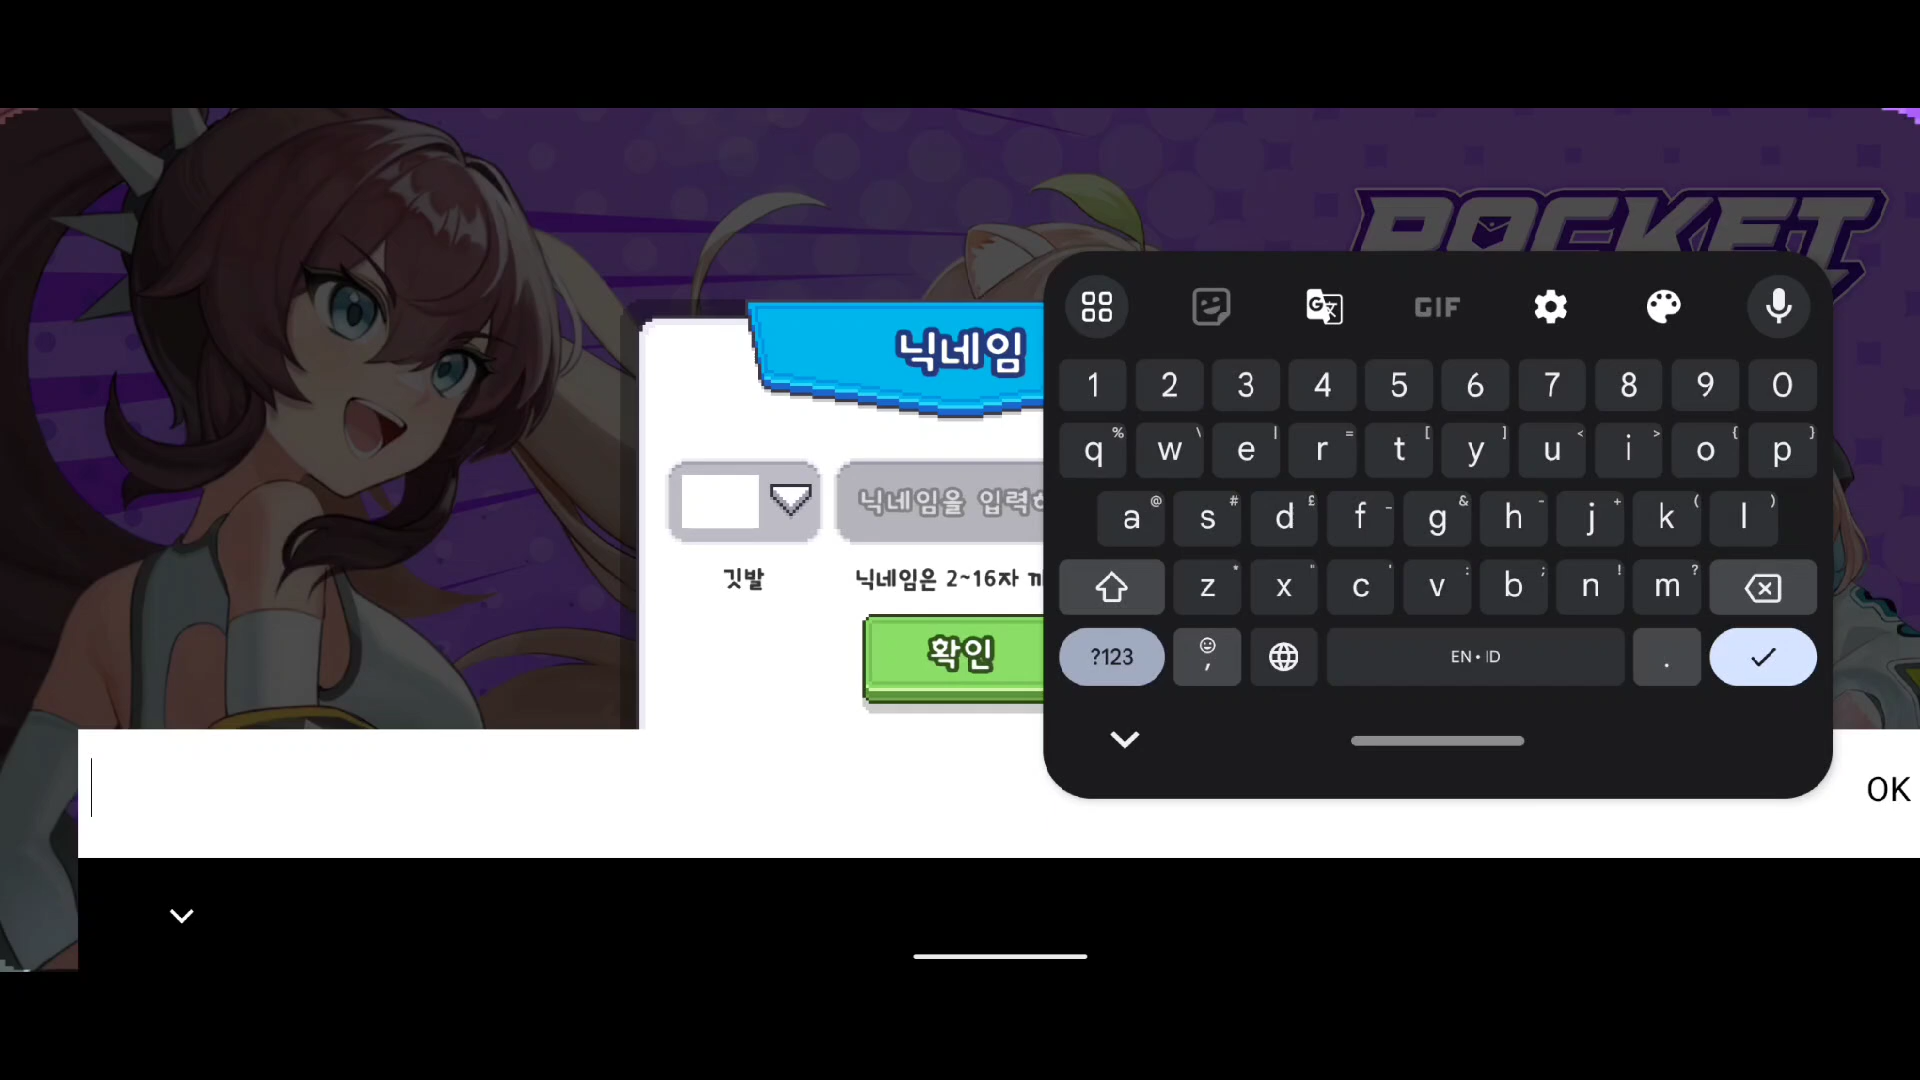 POCKET
닉네임
닉네임을 입력
깃발
닉네임은 2~16자
확인
GIF
1 2 3 4 5 6 7 8 9 0
q % w \ e | r = t [ y ] u < i > o { p }
a @ s # d £ f _ g & h - j + k ( l )
z * x " c ' v : b ; n ! m ?
?123 , EN • ID .
OK